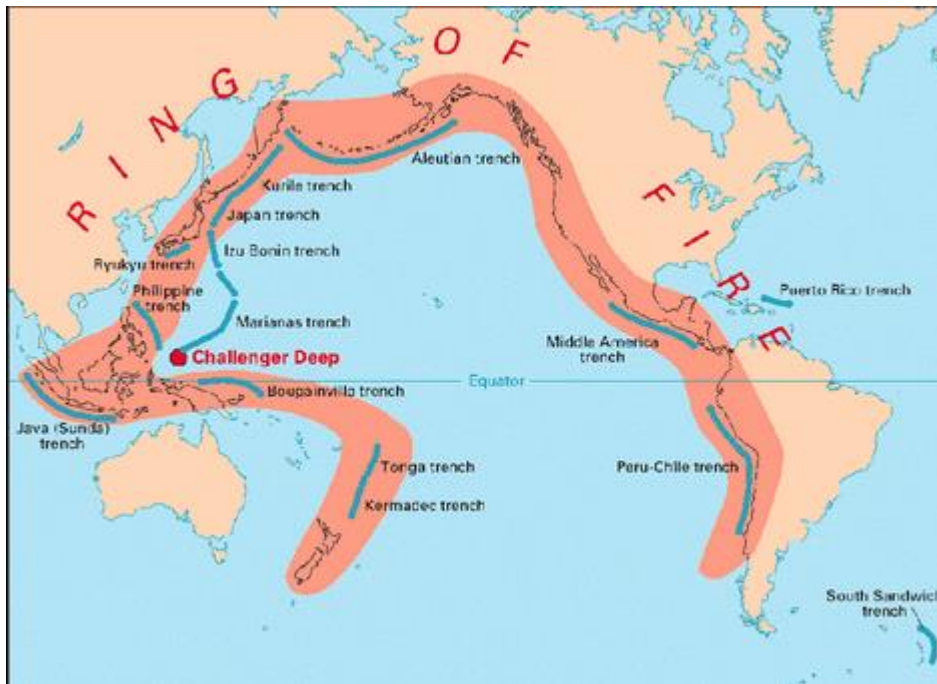 RING OF FIRE
Aleutian trench
Kurile trench
Japan trench
Izu Bonin trench
Ryukyu trench
Philippine
trench
Marianas trench
Challenger Deep
Puerto Rico trench
Middle America
trench
Equator
Bougainville trench
Java (Sunda)
trench
Tonga trench
Peru-Chile trench
Kermadec trench
South Sandwich
trench